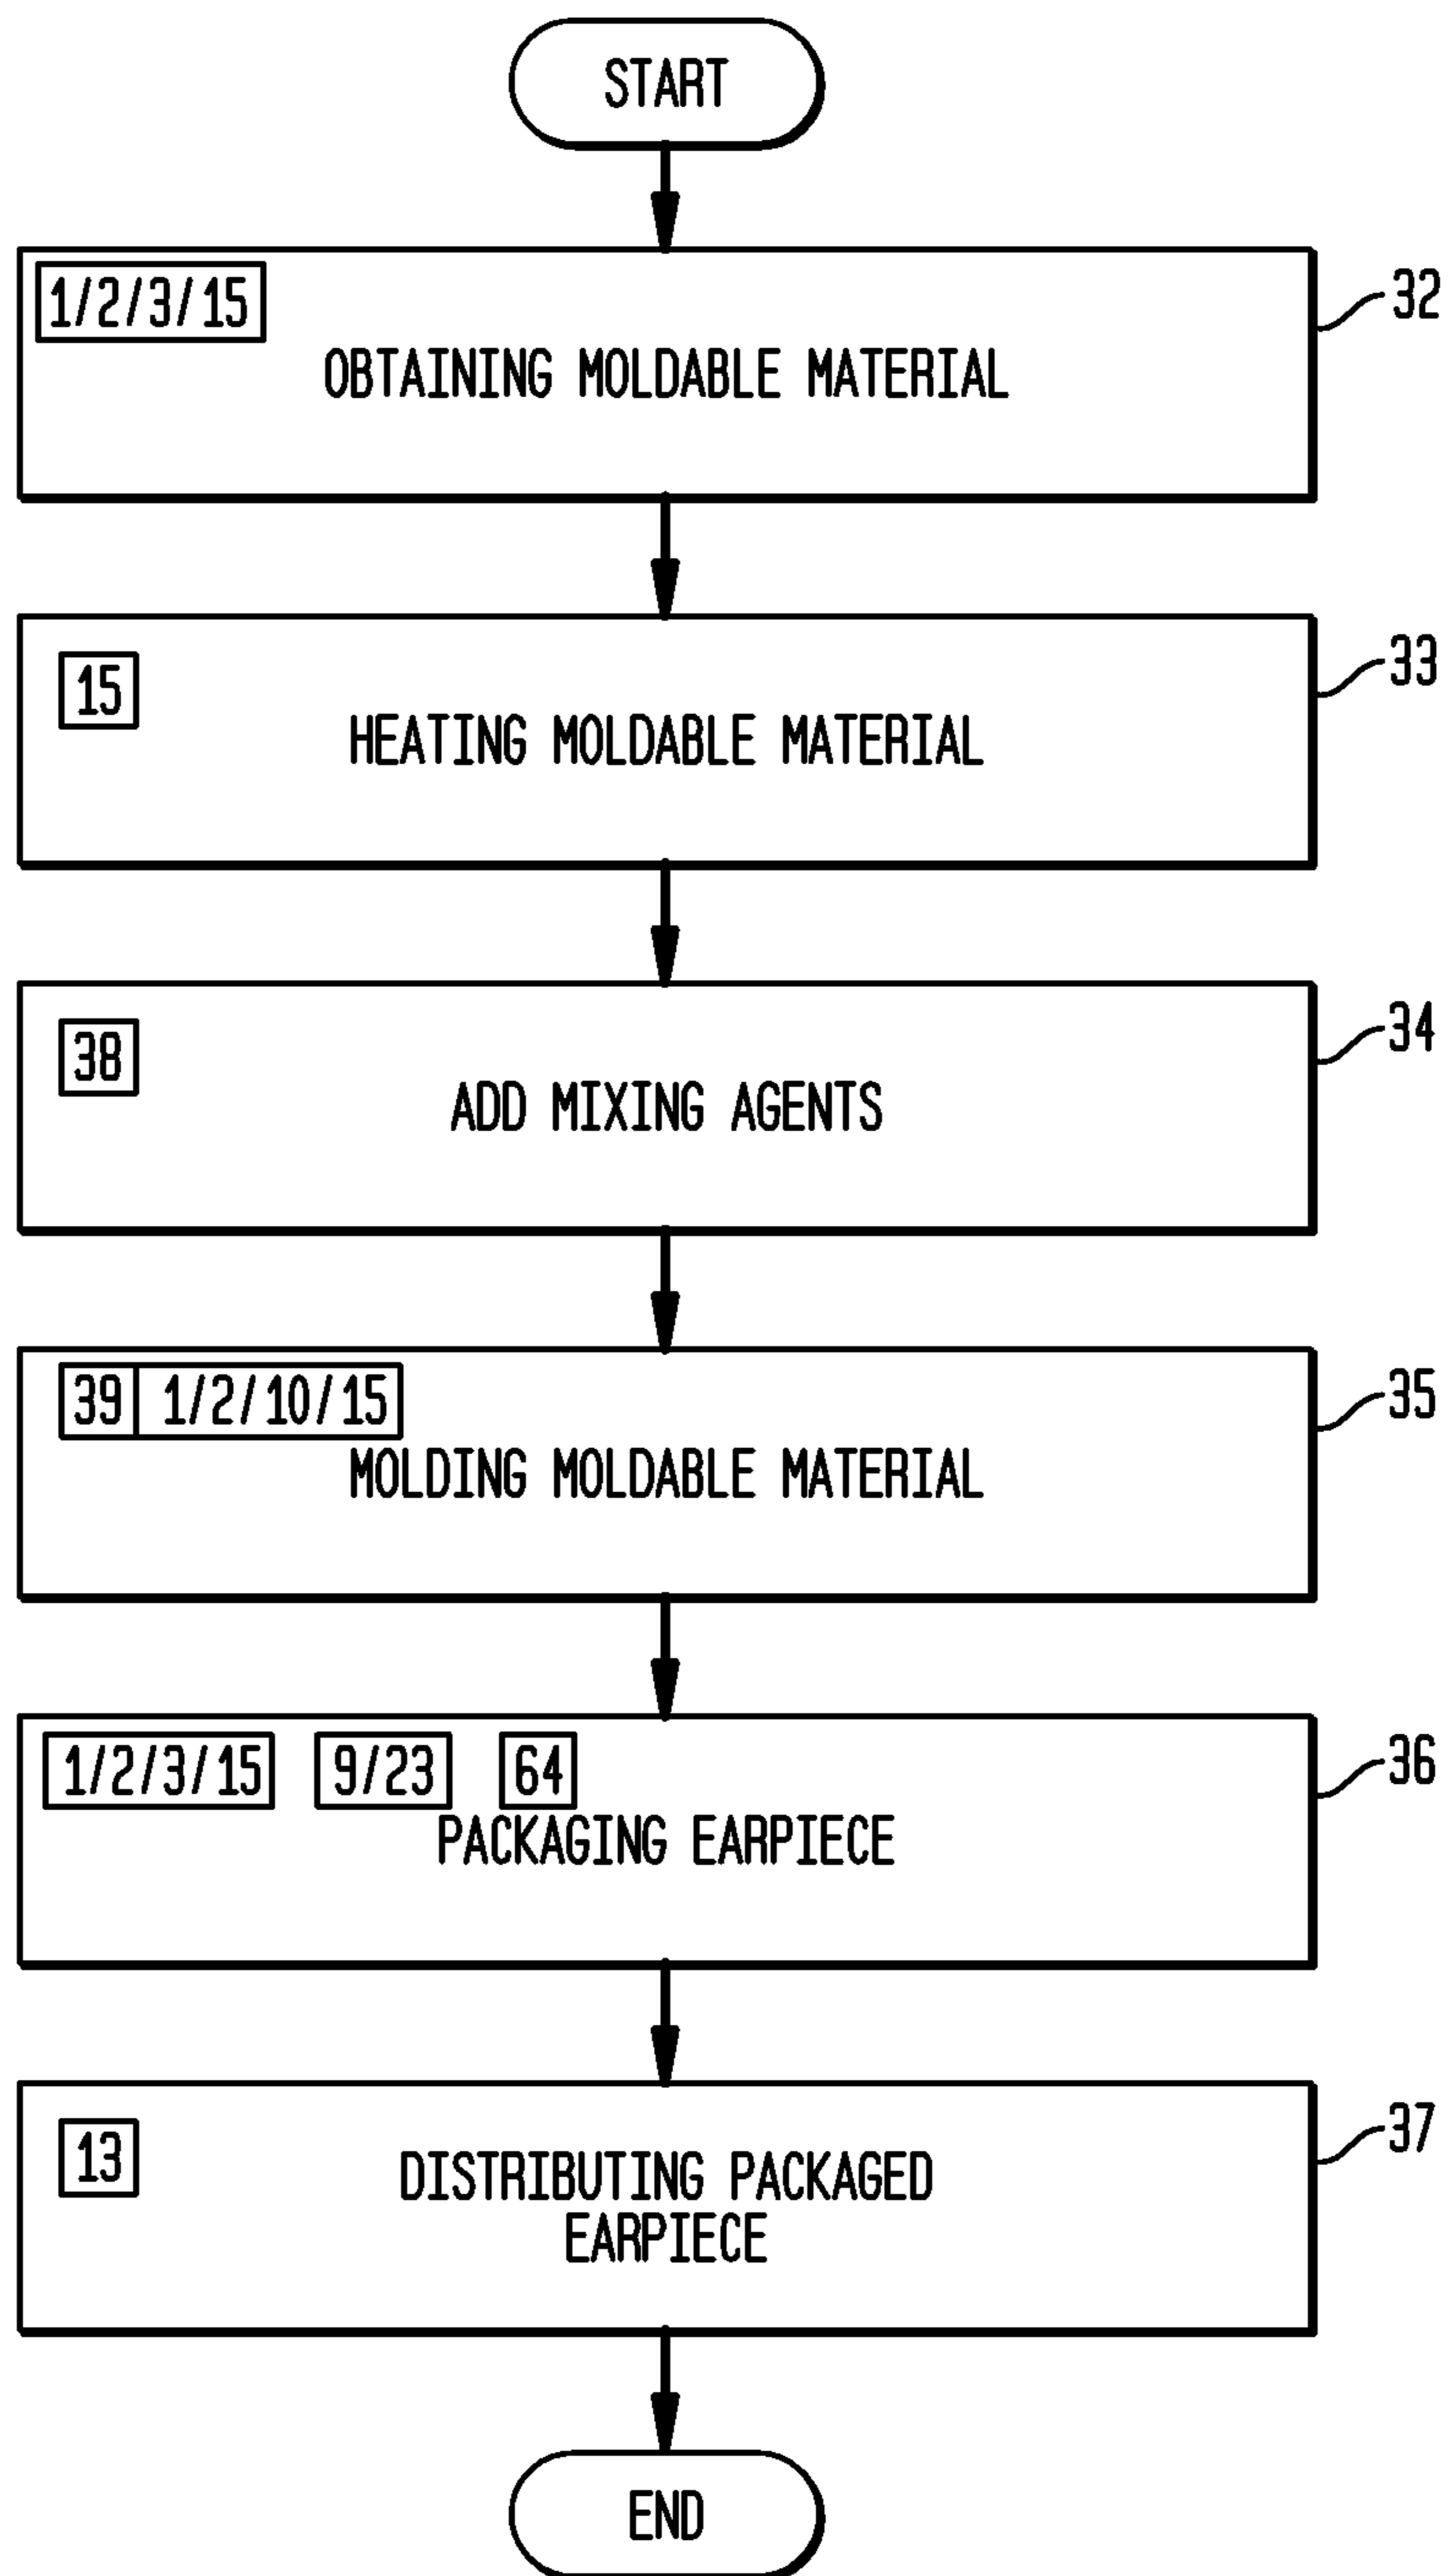 START
1/2/3/15
32
OBTAINING MOLDABLE MATERIAL
15
33
HEATING MOLDABLE MATERIAL
38
34
ADD MIXING AGENTS
39 1/2/10/15
35
MOLDING MOLDABLE MATERIAL
1/2/3/15 9/23 64
36
PACKAGING EARPIECE
13
37
DISTRIBUTING PACKAGED
EARPIECE
END